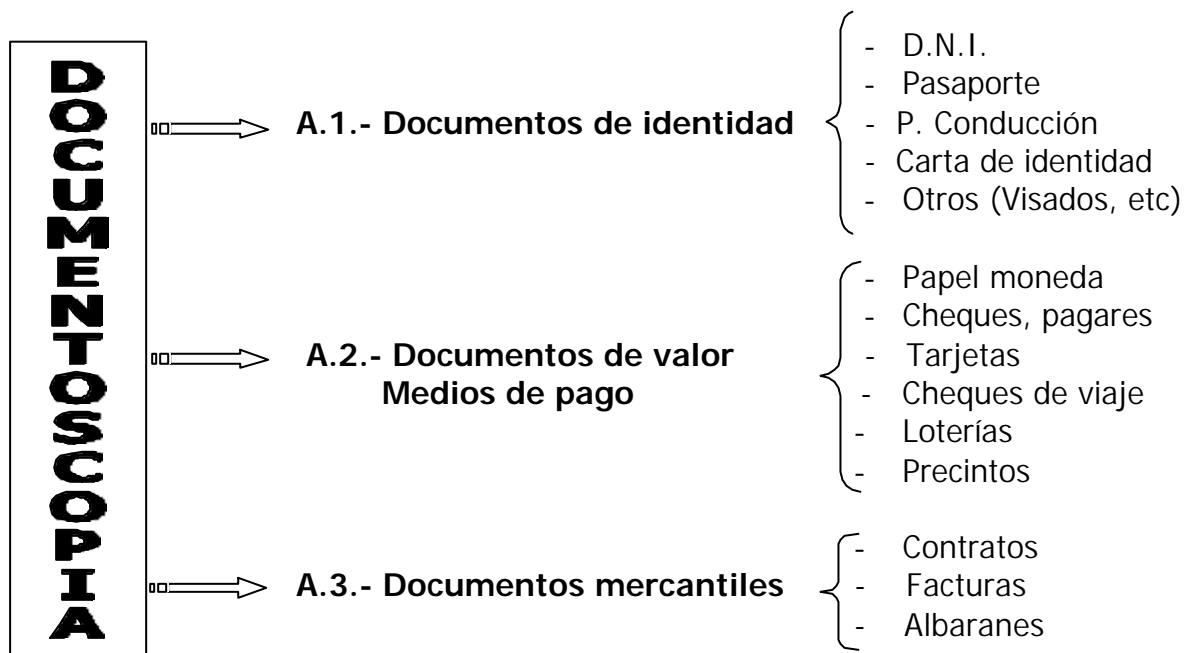 DOCUMENTOSCOPIA
A.1.- Documentos de identidad
- D.N.I.
- Pasaporte
- P. Conducción
- Carta de identidad
- Otros (Visados, etc)
A.2.- Documentos de valor
Medios de pago
- Papel moneda
- Cheques, pagares
- Tarjetas
- Cheques de viaje
- Loterías
- Precintos
A.3.- Documentos mercantiles
- Contratos
- Facturas
- Albaranes